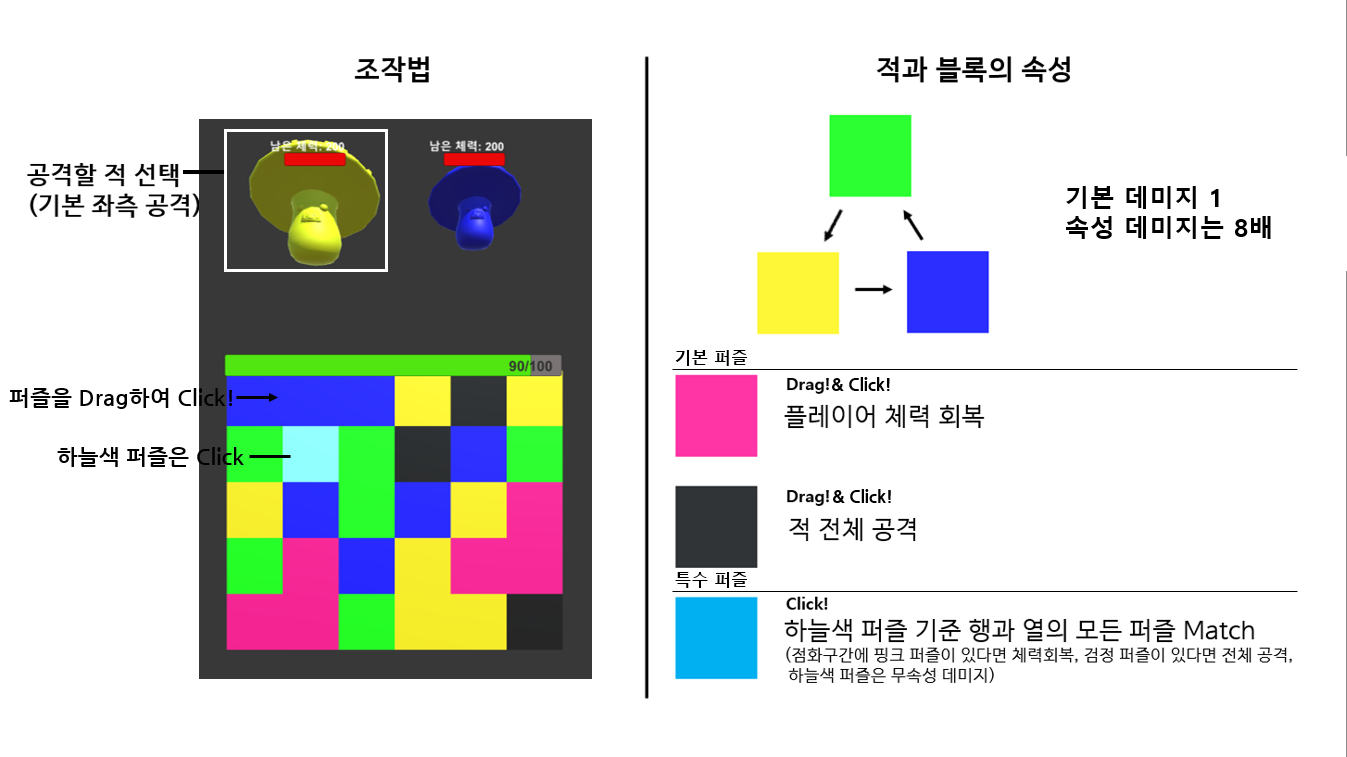 조작법
공격할 적 선택
(기본 좌측 공격)
남은 체력: 200
남은 체력: 200
90/100
퍼즐을 Drag하여 Click!
하늘색 퍼즐은 Click
적과 블록의 속성
기본 데미지 1
속성 데미지는 8배
기본 퍼즐
Drag!& Click!
플레이어 체력 회복
Drag!& Click!
적 전체 공격
특수 퍼즐
Click!
하늘색 퍼즐 기준 행과 열의 모든 퍼즐 Match
(점화구간에 핑크 퍼즐이 있다면 체력회복, 검정 퍼즐이 있다면 전체 공격,
하늘색 퍼즐은 무속성 데미지)